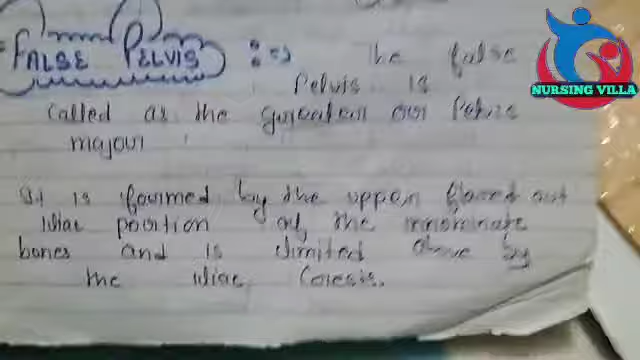 FALSE PELVIS :- => The false
Pelvis is
called as the greater or Pelvis
major
It is formed by the upper flared out
iliac position of the innominate
bones and is limited above by
the iliac Crests.
NURSING VILLA